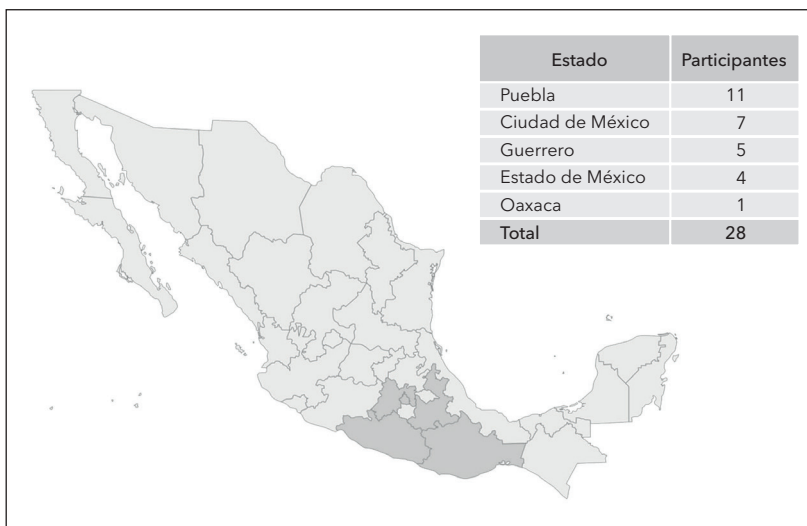 Estado Participantes
Puebla 11
Ciudad de México 7
Guerrero 5
Estado de México 4
Oaxaca 1
Total 28